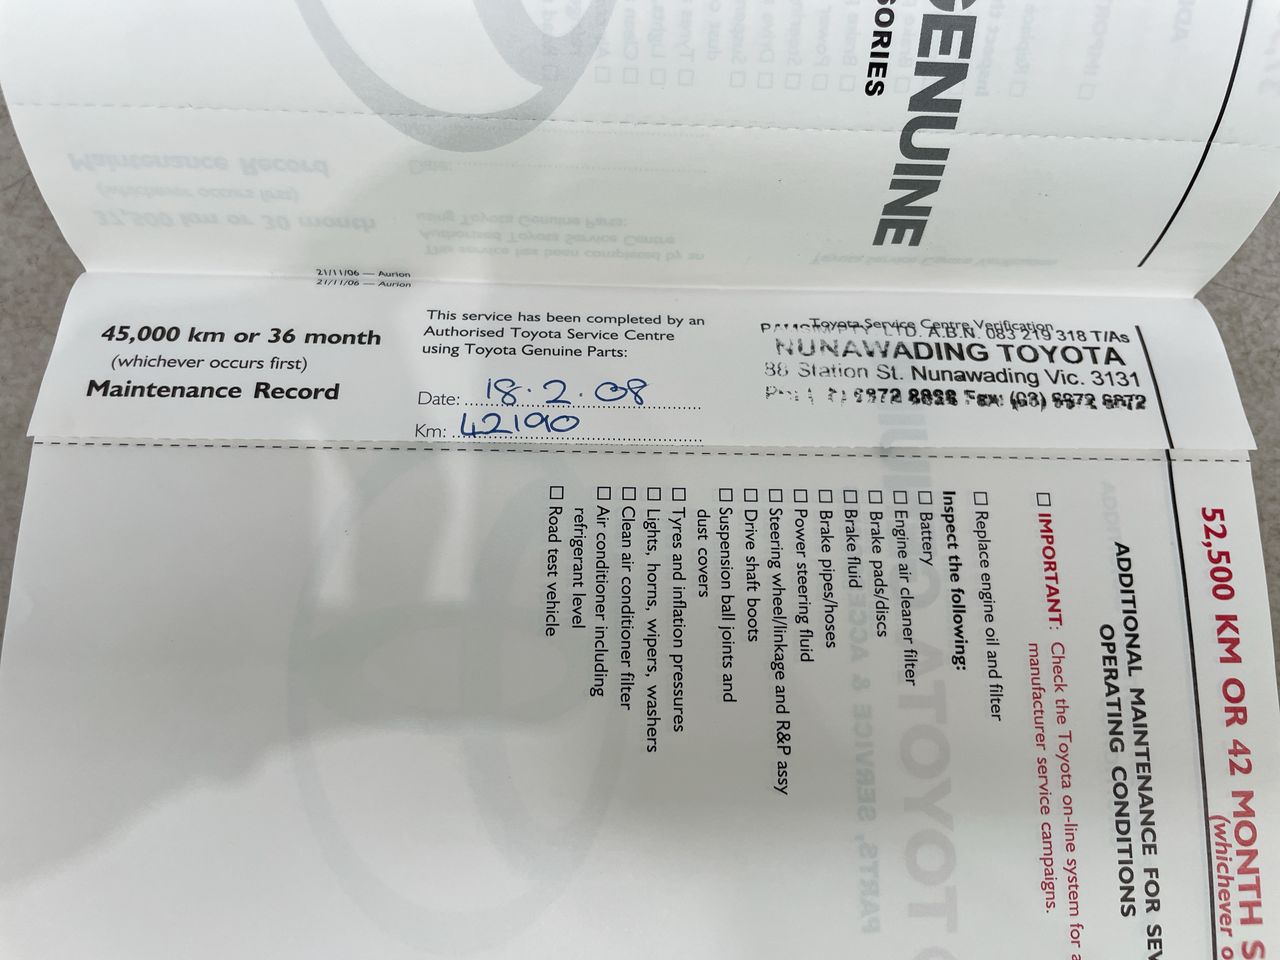 GENUINE
SORIES
21/11/06 — Aurion
21/11/06 — Aurion
45,000 km or 36 month
(whichever occurs first)
Maintenance Record
This service has been completed by an
Authorised Toyota Service Centre
using Toyota Genuine Parts:
Date: 18.2.08
Km: 42190
Toyota Service Centre Verification
LTD. A.B.N. 083 219 318 T/As
NUNAWADING TOYOTA
Station St. Nunawading Vic. 3131
Fax: (03)
52,500 KM OR 42 MONTH S
(whichever o
ADDITIONAL MAINTENANCE FOR SEV
OPERATING CONDITIONS
☐ IMPORTANT: Check the Toyota on-line system for a
manufacturer service campaigns.
☐ Replace engine oil and filter
Inspect the following:
☐ Battery
☐ Engine air cleaner filter
☐ Brake pads/discs
☐ Brake fluid
☐ Brake pipes/hoses
☐ Power steering fluid
☐ Steering wheel/linkage and R&P assy
☐ Drive shaft boots
☐ Suspension ball joints and
dust covers
☐ Tyres and inflation pressures
☐ Lights, horns, wipers, washers
☐ Clean air conditioner filter
☐ Air conditioner including
refrigerant level
☐ Road test vehicle